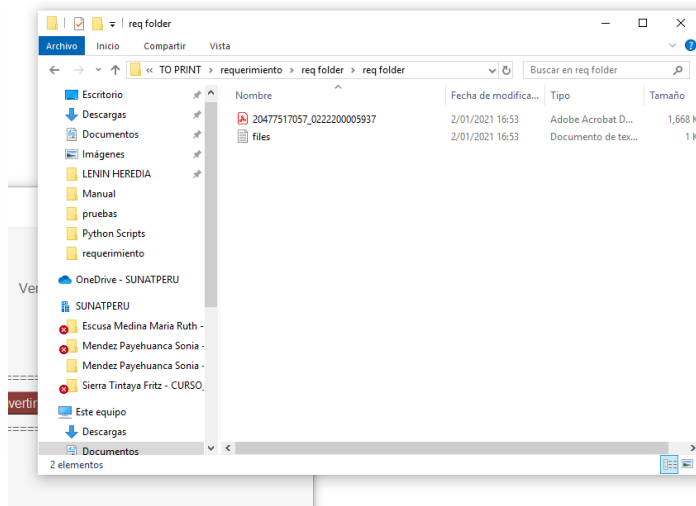 req folder
Archivo Inicio Compartir Vista
« TO PRINT › requerimiento › req folder › req folder
Buscar en req folder
Nombre Fecha de modifica... Tipo Tamaño
20477517057_0222200005937 2/01/2021 16:53 Adobe Acrobat D... 1,668 K
files 2/01/2021 16:53 Documento de tex... 1 K
Escritorio
Descargas
Documentos
Imágenes
LENIN HEREDIA
Manual
pruebas
Python Scripts
requerimiento
OneDrive - SUNATPERU
SUNATPERU
Escusa Medina Maria Ruth -
Mendez Payehuanca Sonia -
Mendez Payehuanca Sonia -
Sierra Tintaya Fritz - CURSO_
Este equipo
Descargas
Documentos
2 elementos
Ver
====
vertir
====